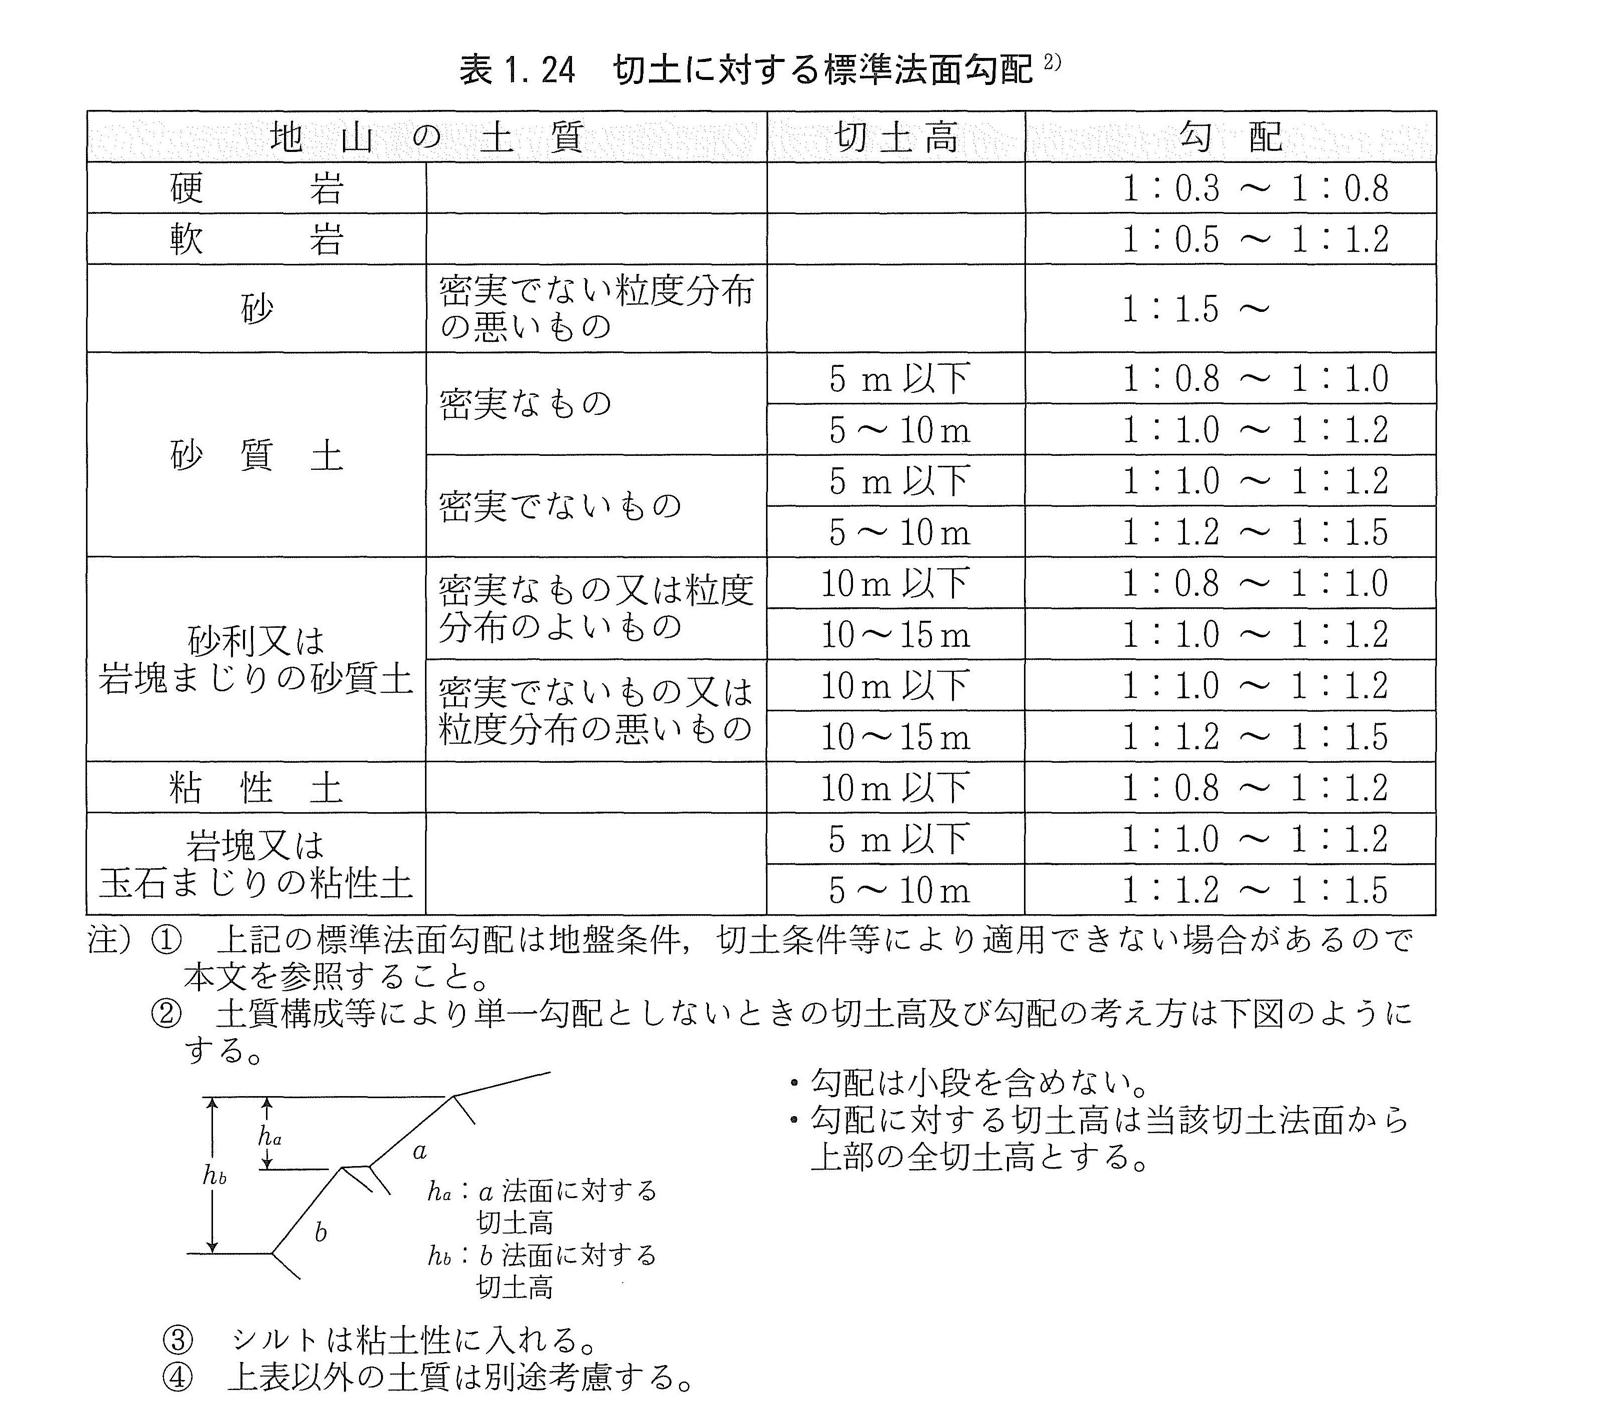 表1.24 切土に対する標準法面勾配 2)
地山の土質 切土高 勾配
硬岩 1：0.3 ～ 1：0.8
軟岩 1：0.5 ～ 1：1.2
砂 密実でない粒度分布
の悪いもの 1：1.5 ～
砂質土 密実なもの 5 m 以下 1：0.8 ～ 1：1.0
5～10m 1：1.0 ～ 1：1.2
密実でないもの 5 m 以下 1：1.0 ～ 1：1.2
5～10m 1：1.2 ～ 1：1.5
砂利又は
岩塊まじりの砂質土
密実なもの又は粒度
分布のよいもの
10m 以下 1：0.8 ～ 1：1.0
10～15m 1：1.0 ～ 1：1.2
密実でないもの又は
粒度分布の悪いもの
10m 以下 1：1.0 ～ 1：1.2
10～15m 1：1.2 ～ 1：1.5
粘性土 10m 以下 1：0.8 ～ 1：1.2
岩塊又は
玉石まじりの粘性土
5 m 以下 1：1.0 ～ 1：1.2
5～10m 1：1.2 ～ 1：1.5
注）① 上記の標準法面勾配は地盤条件，切土条件等により適用できない場合があるので
本文を参照すること。
② 土質構成等により単一勾配としないときの切土高及び勾配の考え方は下図のように
する。
ha
hb
a
b
ha：a 法面に対する
切土高
hb：b 法面に対する
切土高
・勾配は小段を含めない。
・勾配に対する切土高は当該切土法面から
上部の全切土高とする。
③ シルトは粘土性に入れる。
④ 上表以外の土質は別途考慮する。